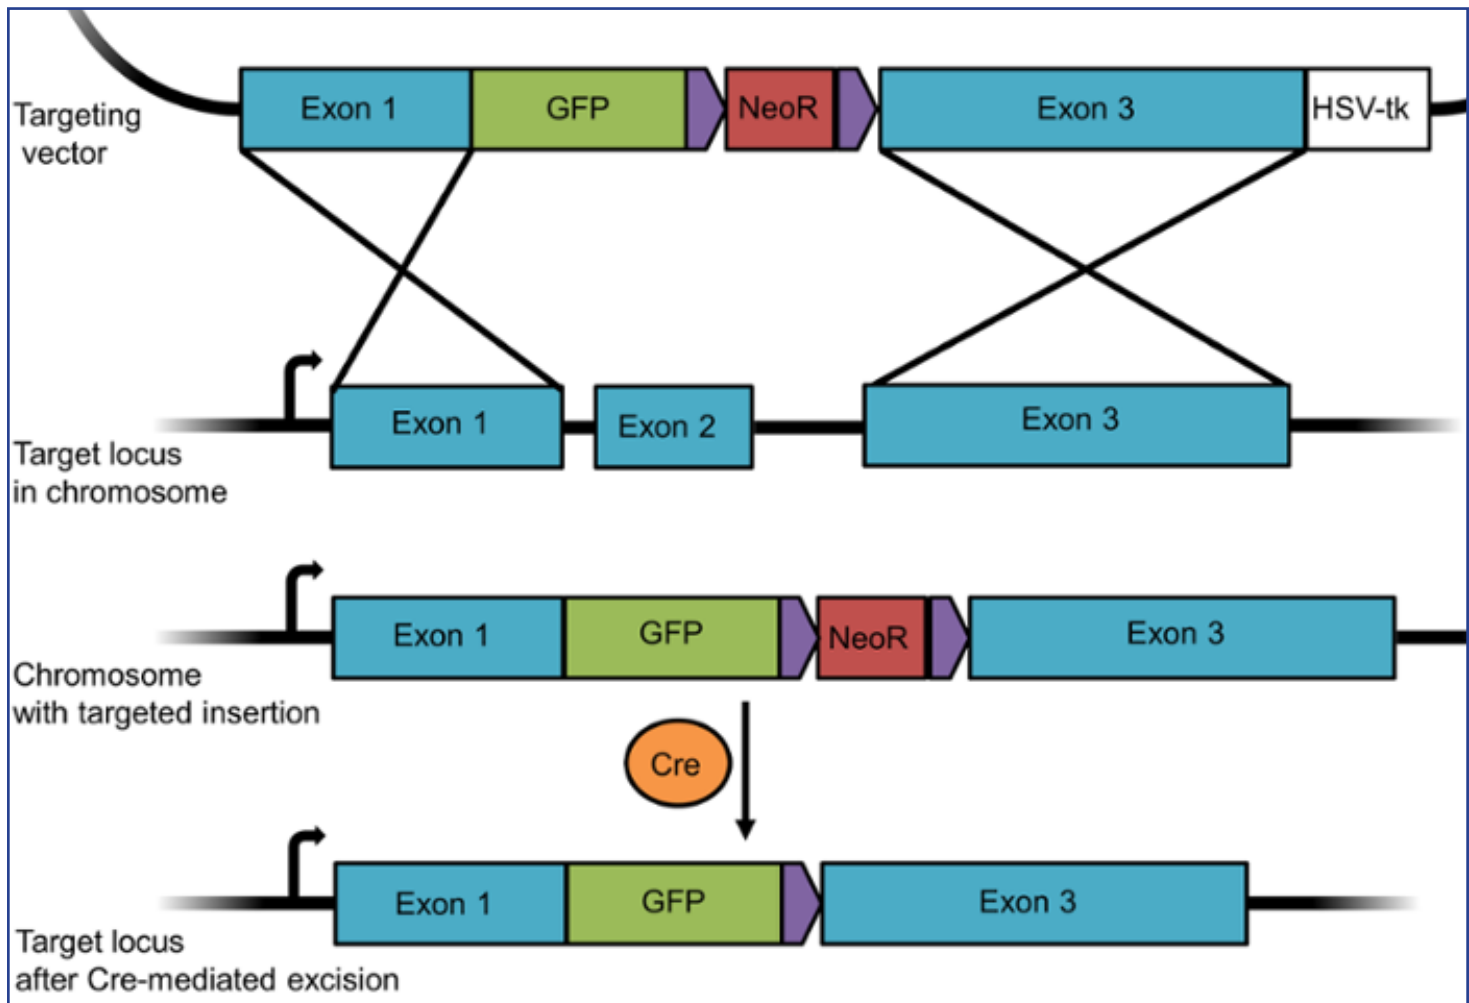 Exon 1 GFP NeoR Exon 3 HSV-tk
Targeting
vector
Exon 1 Exon 2 Exon 3
Target locus
in chromosome
Exon 1 GFP NeoR Exon 3
Chromosome
with targeted insertion
Cre
Exon 1 GFP Exon 3
Target locus
after Cre-mediated excision